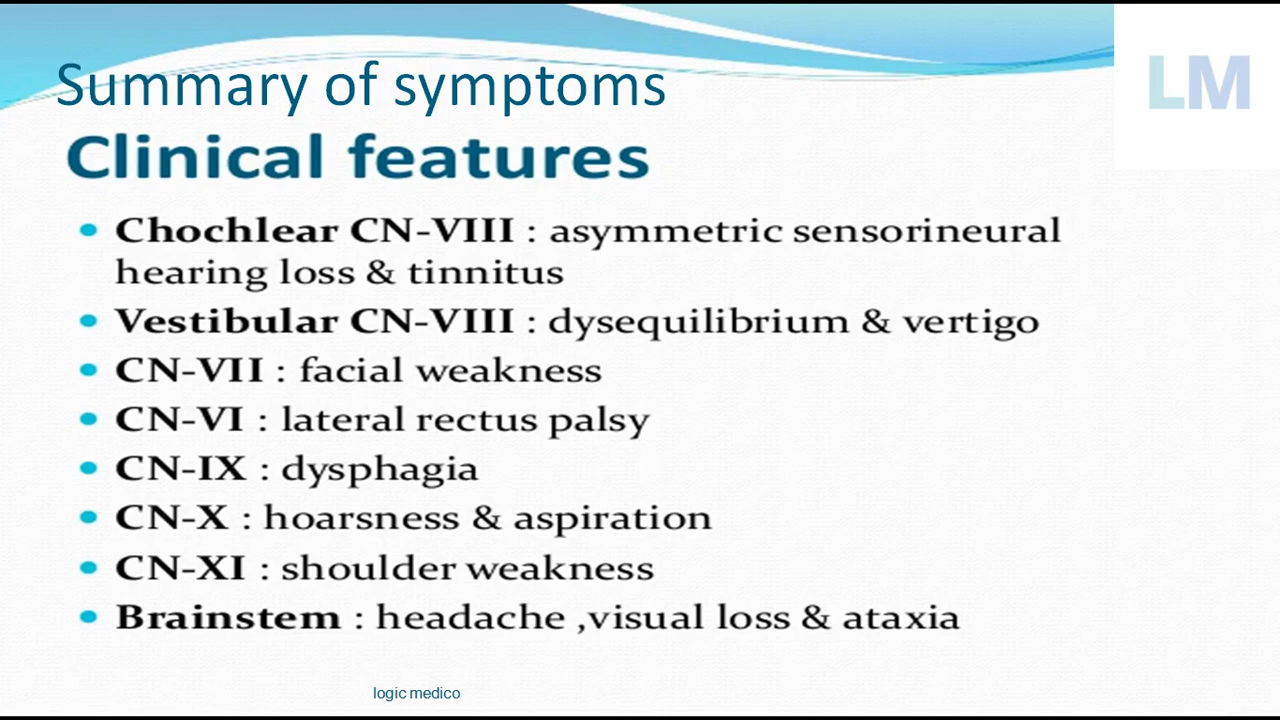 LM
Summary of symptoms
Clinical features
• Chochlear CN-VIII : asymmetric sensorineural
hearing loss & tinnitus
• Vestibular CN-VIII : dysequilibrium & vertigo
• CN-VII : facial weakness
• CN-VI : lateral rectus palsy
• CN-IX : dysphagia
• CN-X : hoarsness & aspiration
• CN-XI : shoulder weakness
• Brainstem : headache ,visual loss & ataxia
logic medico